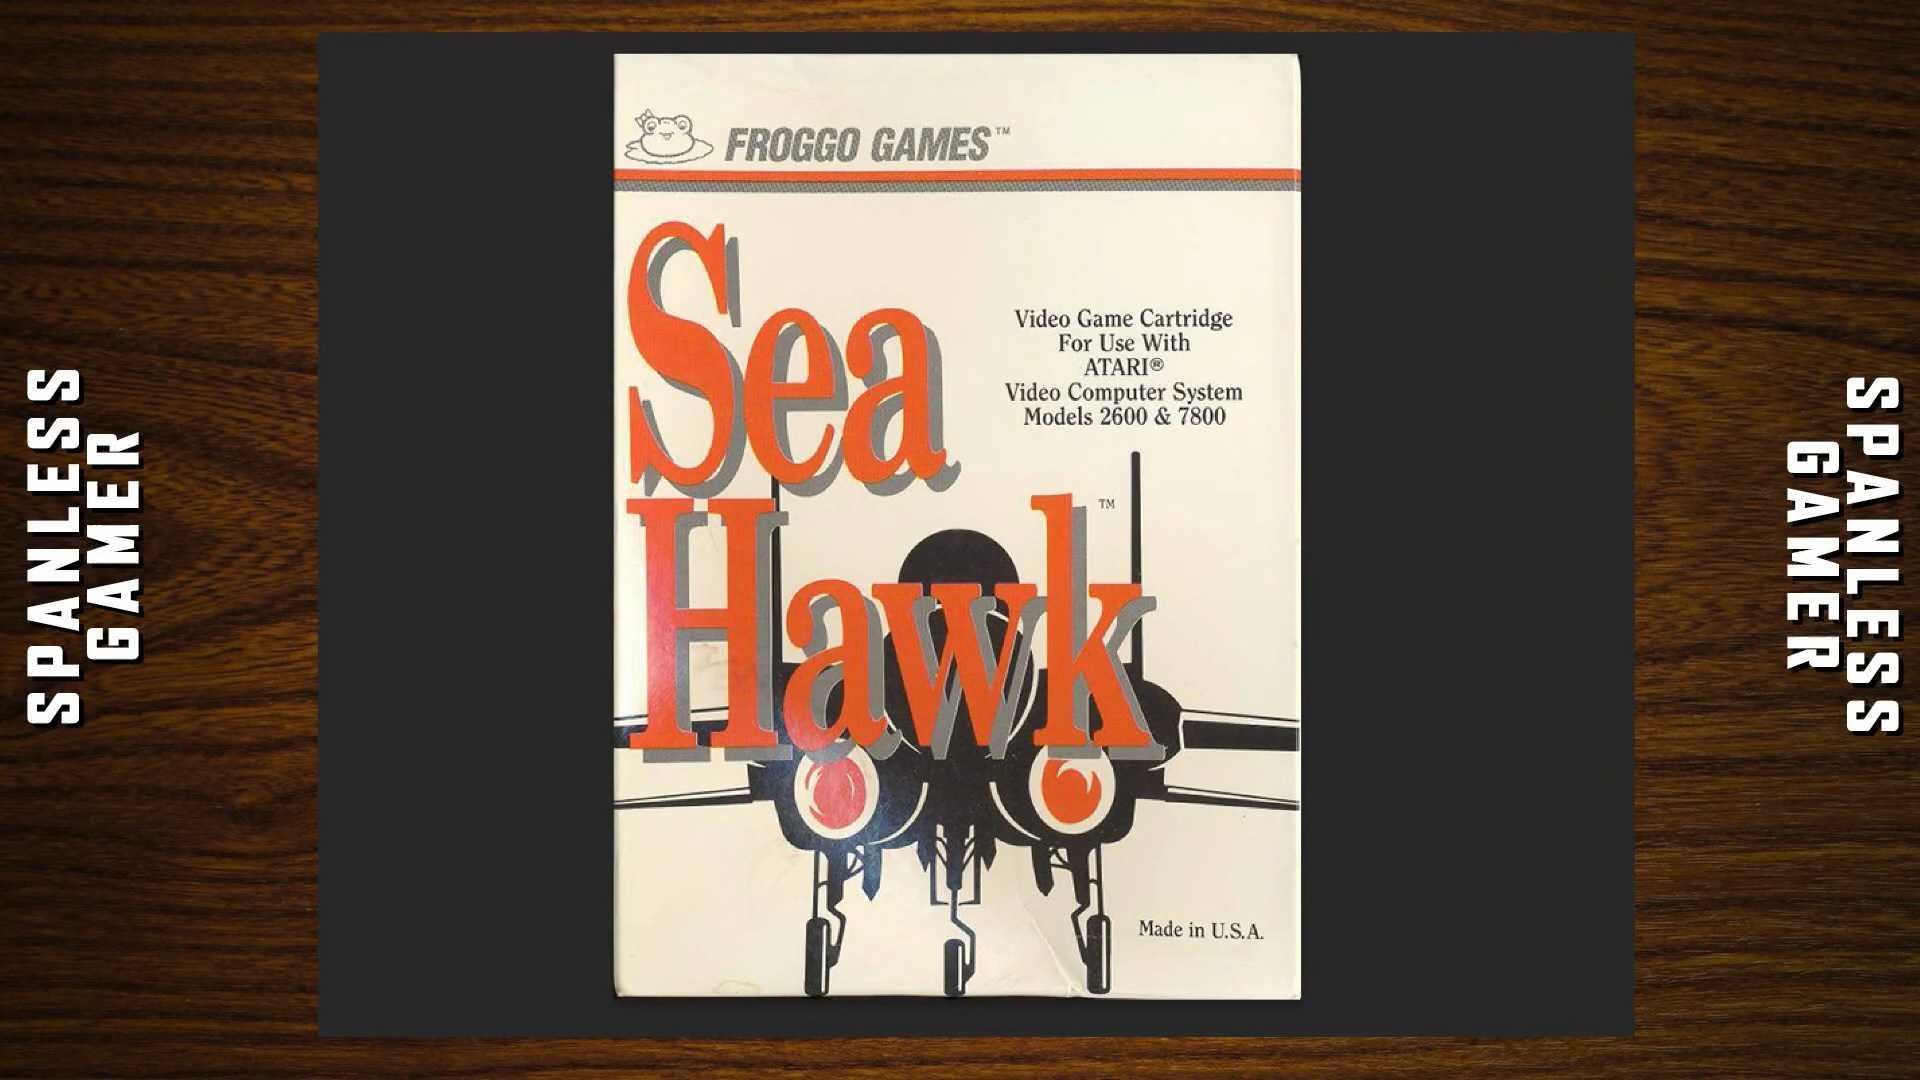 SPANLESS
GAMER
FROGGO GAMES™
Sea
Hawk™
Video Game Cartridge
For Use With
ATARI®
Video Computer System
Models 2600 & 7800
Made in U.S.A.
SPANLESS
GAMER